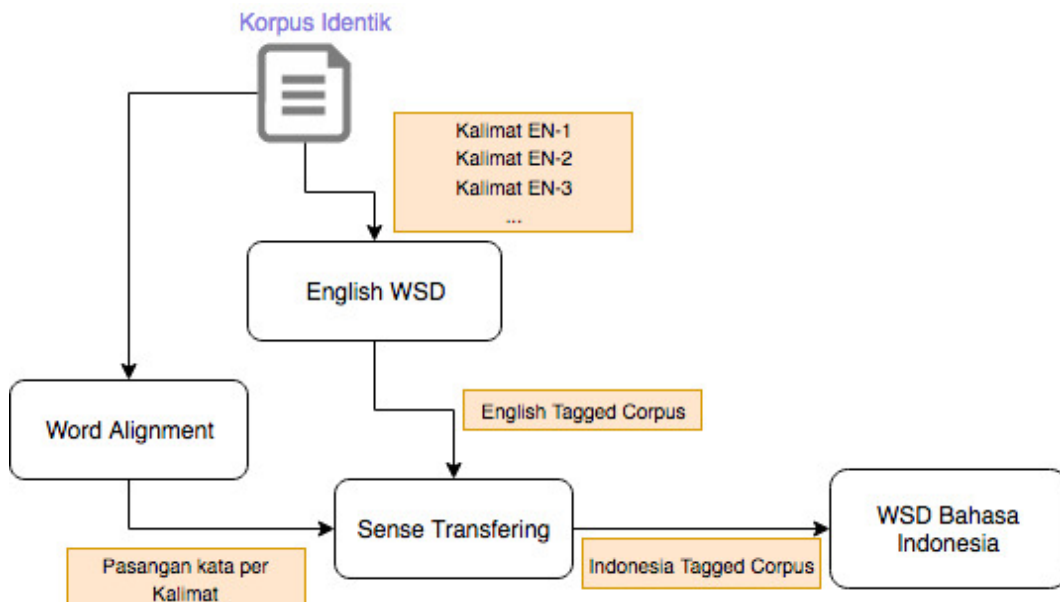 Korpus Identik
Kalimat EN-1
Kalimat EN-2
Kalimat EN-3
...
English WSD
English Tagged Corpus
Word Alignment
Sense Transfering
WSD Bahasa
Indonesia
Pasangan kata per
Kalimat
Indonesia Tagged Corpus